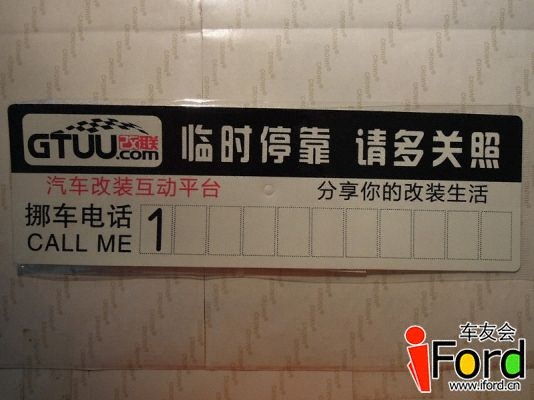 GTUU改联.com
临时停靠 请多关照
汽车改装互动平台
分享你的改装生活
挪车电话
CALL ME
1
车友会
iFord
www.iford.cn